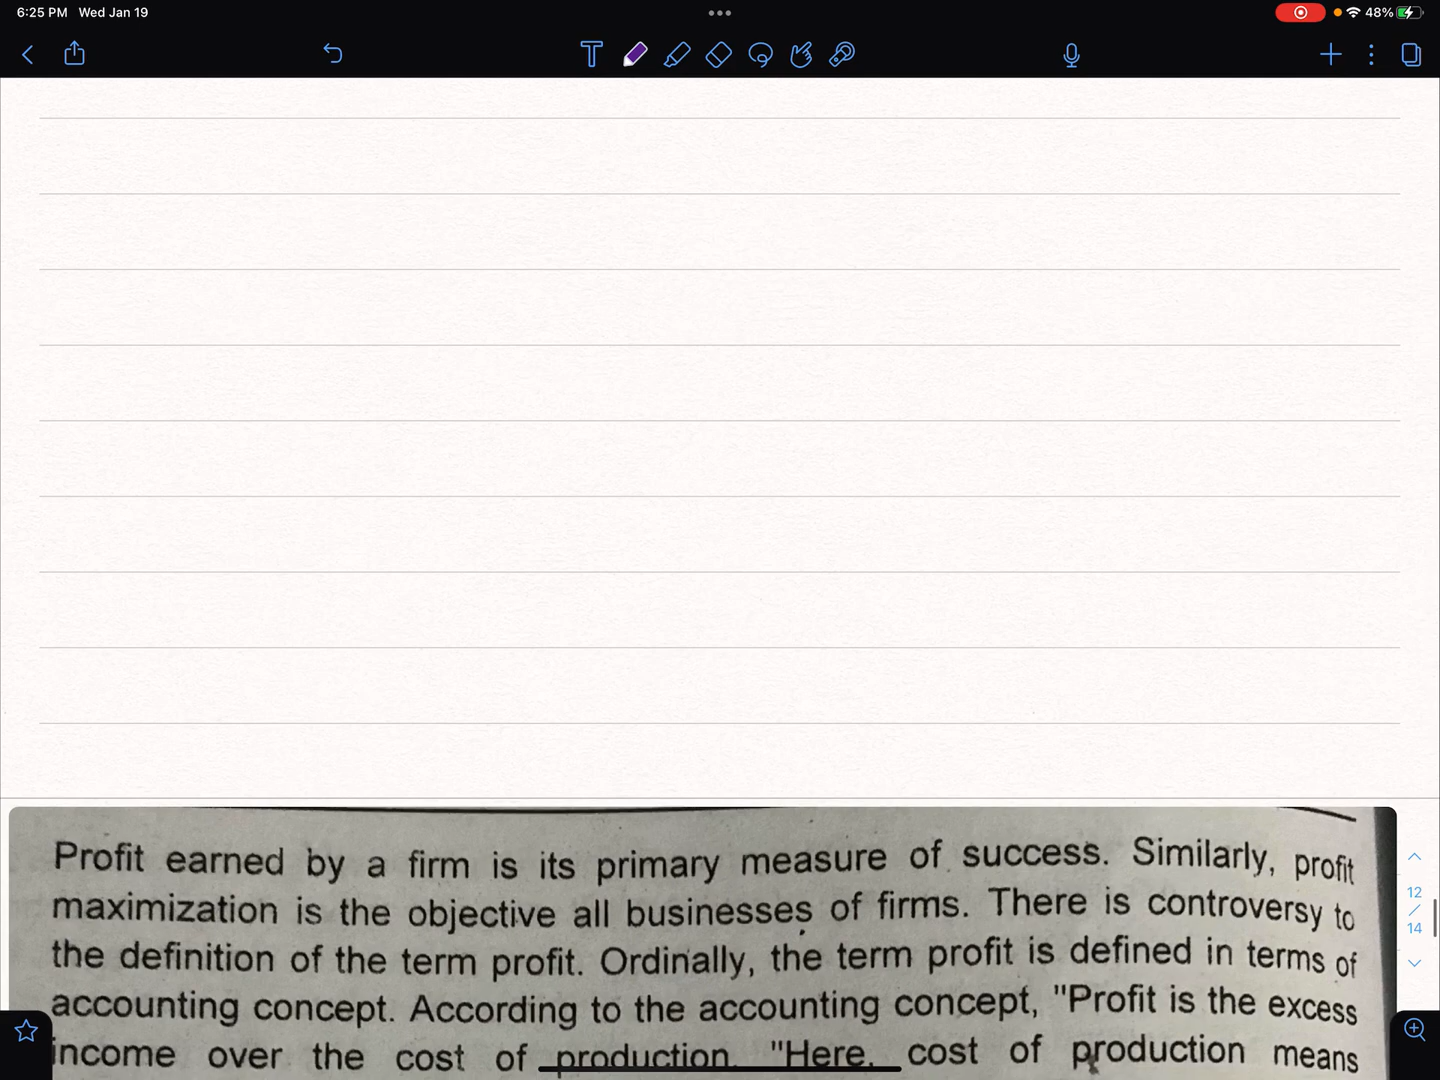 6:25 PM Wed Jan 19
48%
T
12
/
14
Profit earned by a firm is its primary measure of success. Similarly, profit
maximization is the objective all businesses of firms. There is controversy to
the definition of the term profit. Ordinally, the term profit is defined in terms of
accounting concept. According to the accounting concept, "Profit is the excess
income over the cost of production. "Here, cost of production means